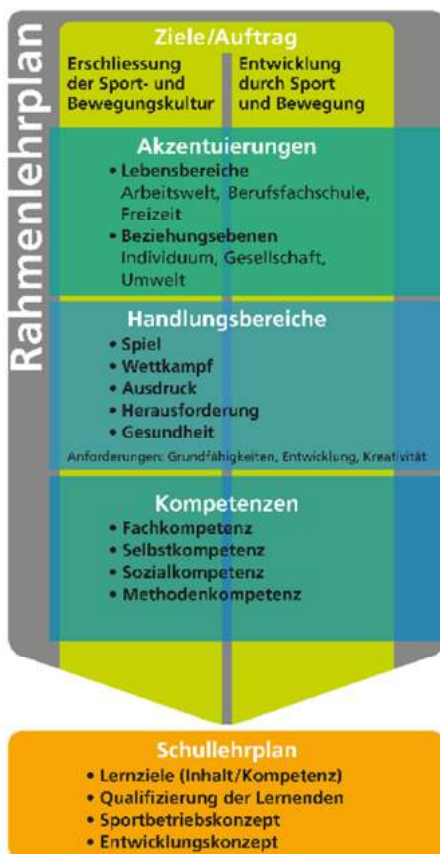 Rahmenlehrplan
Ziele/Auftrag
Erschliessung
der Sport- und
Bewegungskultur
Entwicklung
durch Sport
und Bewegung
Akzentuierungen
• Lebensbereiche
Arbeitswelt, Berufsfachschule,
Freizeit
• Beziehungsebenen
Individuum, Gesellschaft,
Umwelt
Handlungsbereiche
• Spiel
• Wettkampf
• Ausdruck
• Herausforderung
• Gesundheit
Anforderungen: Grundfähigkeiten, Entwicklung, Kreativität
Kompetenzen
• Fachkompetenz
• Selbstkompetenz
• Sozialkompetenz
• Methodenkompetenz
Schullehrplan
• Lernziele (Inhalt/Kompetenz)
• Qualifizierung der Lernenden
• Sportbetriebskonzept
• Entwicklungskonzept